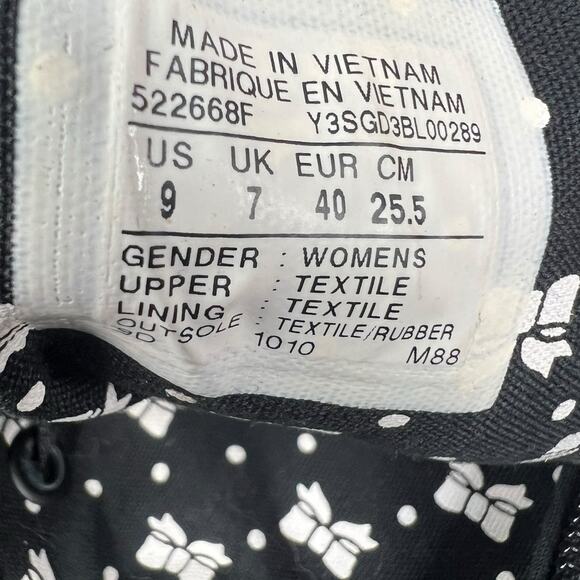 MADE IN VIETNAM
FABRIQUE EN VIETNAM
522668F Y3SGD3BL00289
US UK EUR CM
9 7 40 25.5
GENDER : WOMENS
UPPER : TEXTILE
LINING : TEXTILE
OUTSOLE : TEXTILE/RUBBER
SD 1010 M88